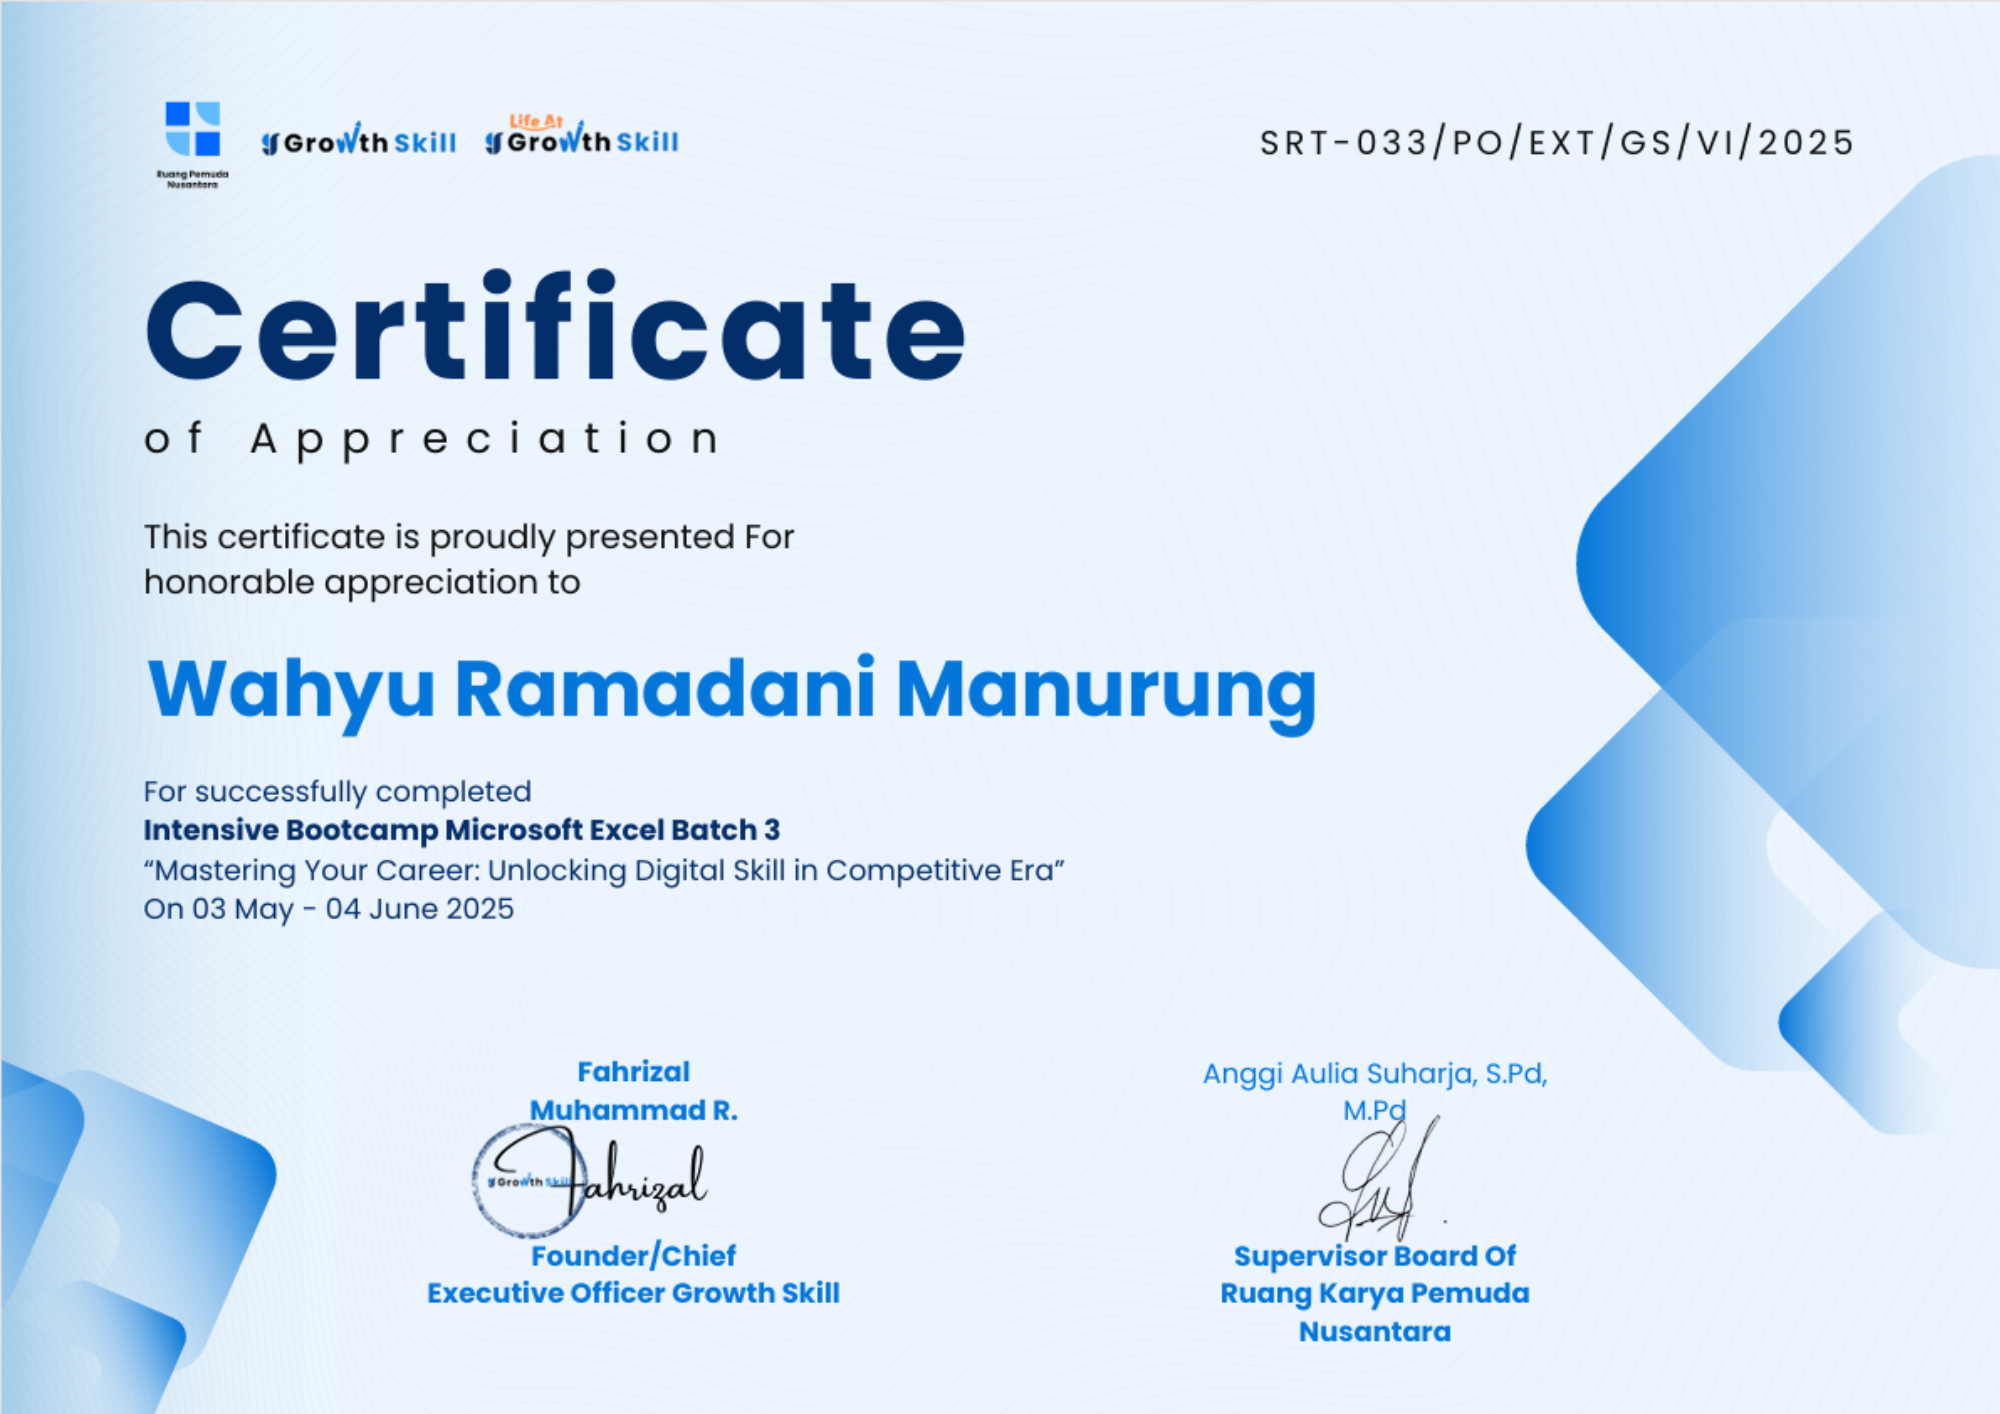 Ruang Pemuda
Nusantara
Growth Skill
Life At
Growth Skill
SRT-033/PO/EXT/GS/VI/2025
Certificate
of Appreciation
This certificate is proudly presented For
honorable appreciation to
Wahyu Ramadani Manurung
For successfully completed
Intensive Bootcamp Microsoft Excel Batch 3
“Mastering Your Career: Unlocking Digital Skill in Competitive Era”
On 03 May - 04 June 2025
Fahrizal
Muhammad R.
Growth Skill
Fahrizal
Founder/Chief
Executive Officer Growth Skill
Anggi Aulia Suharja, S.Pd,
M.Pd
Supervisor Board Of
Ruang Karya Pemuda
Nusantara